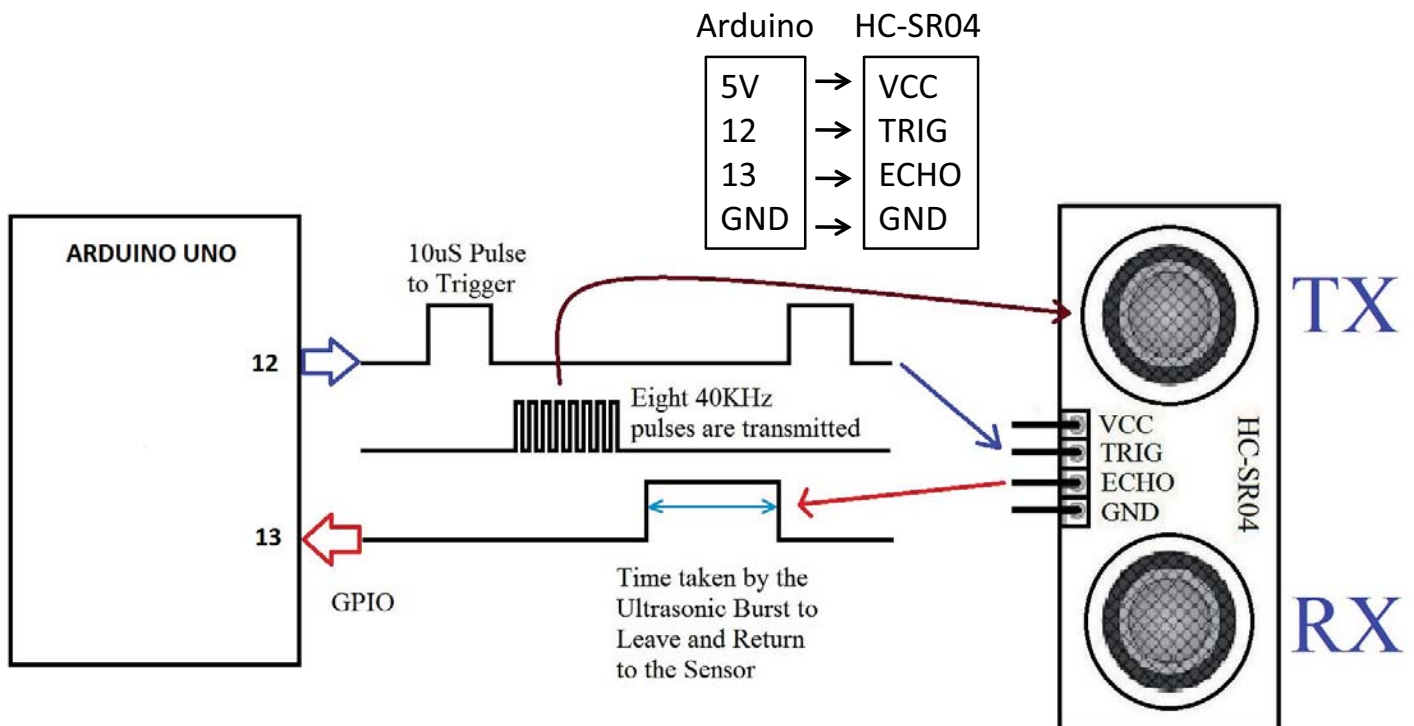 Arduino HC-SR04
5V → VCC
12 → TRIG
13 → ECHO
GND → GND
ARDUINO UNO
10uS Pulse
to Trigger
12
Eight 40KHz
pulses are transmitted
13
GPIO
Time taken by the
Ultrasonic Burst to
Leave and Return
to the Sensor
TX
VCC
TRIG
ECHO
GND
HC-SR04
RX